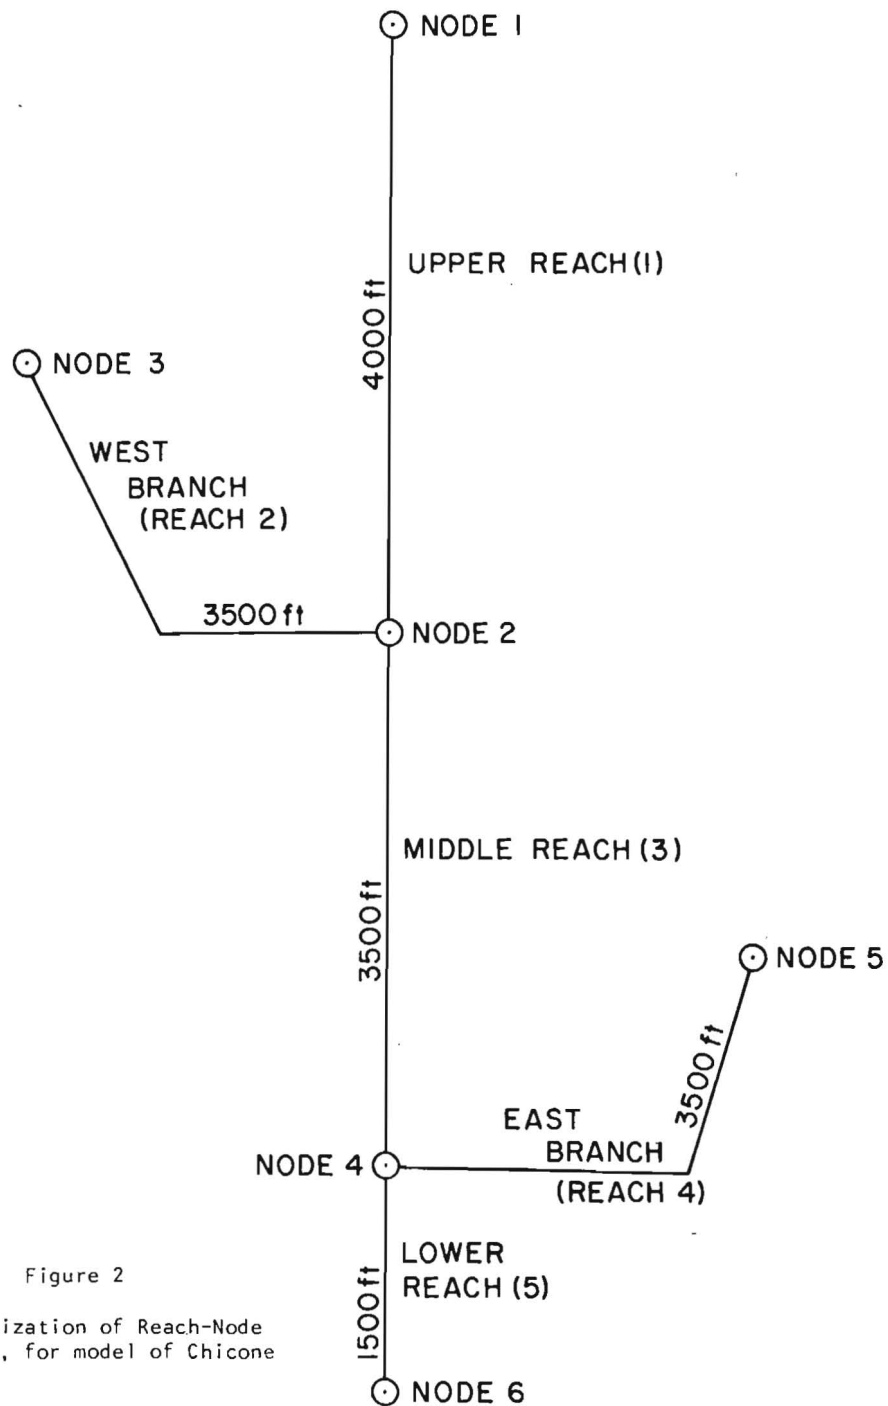 NODE 1
UPPER REACH (1)
4000 ft
NODE 3
WEST
BRANCH
(REACH 2)
3500 ft
NODE 2
MIDDLE REACH (3)
3500 ft
NODE 5
3500 ft
EAST
BRANCH
(REACH 4)
NODE 4
LOWER
REACH (5)
1500 ft
Figure 2
ization of Reach-Node
, for model of Chicone
NODE 6